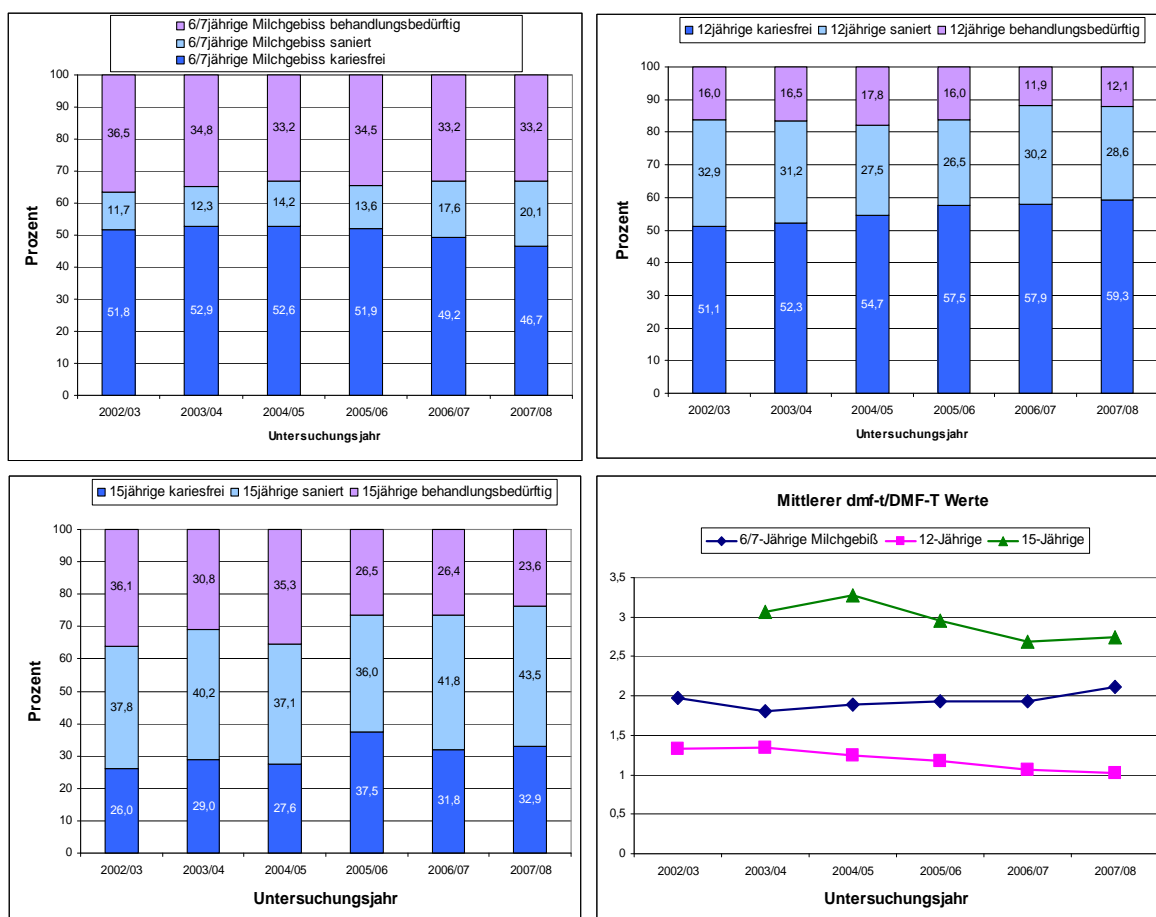 6/7jährige Milchgebiss behandlungsbedürftig
6/7jährige Milchgebiss saniert
6/7jährige Milchgebiss kariesfrei
100
90
80
70
60
50
40
30
20
10
0
Prozent
36,5 34,8 33,2 34,5 33,2 33,2
11,7 12,3 14,2 13,6 17,6 20,1
51,8 52,9 52,6 51,9 49,2 46,7
2002/03 2003/04 2004/05 2005/06 2006/07 2007/08
Untersuchungsjahr
12jährige kariesfrei 12jährige saniert 12jährige behandlungsbedürftig
100
90
80
70
60
50
40
30
20
10
0
Prozent
16,0 16,5 17,8 16,0 11,9 12,1
32,9 31,2 27,5 26,5 30,2 28,6
51,1 52,3 54,7 57,5 57,9 59,3
2002/03 2003/04 2004/05 2005/06 2006/07 2007/08
Untersuchungsjahr
15jährige kariesfrei 15jährige saniert 15jährige behandlungsbedürftig
100
90
80
70
60
50
40
30
20
10
0
Prozent
36,1 30,8 35,3 26,5 26,4 23,6
37,8 40,2 37,1 36,0 41,8 43,5
26,0 29,0 27,6 37,5 31,8 32,9
2002/03 2003/04 2004/05 2005/06 2006/07 2007/08
Untersuchungsjahr
Mittlerer dmf-t/DMF-T Werte
6/7-Jährige Milchgebiß 12-Jährige 15-Jährige
3,5
3
2,5
2
1,5
1
0,5
0
2002/03 2003/04 2004/05 2005/06 2006/07 2007/08
Untersuchungsjahr